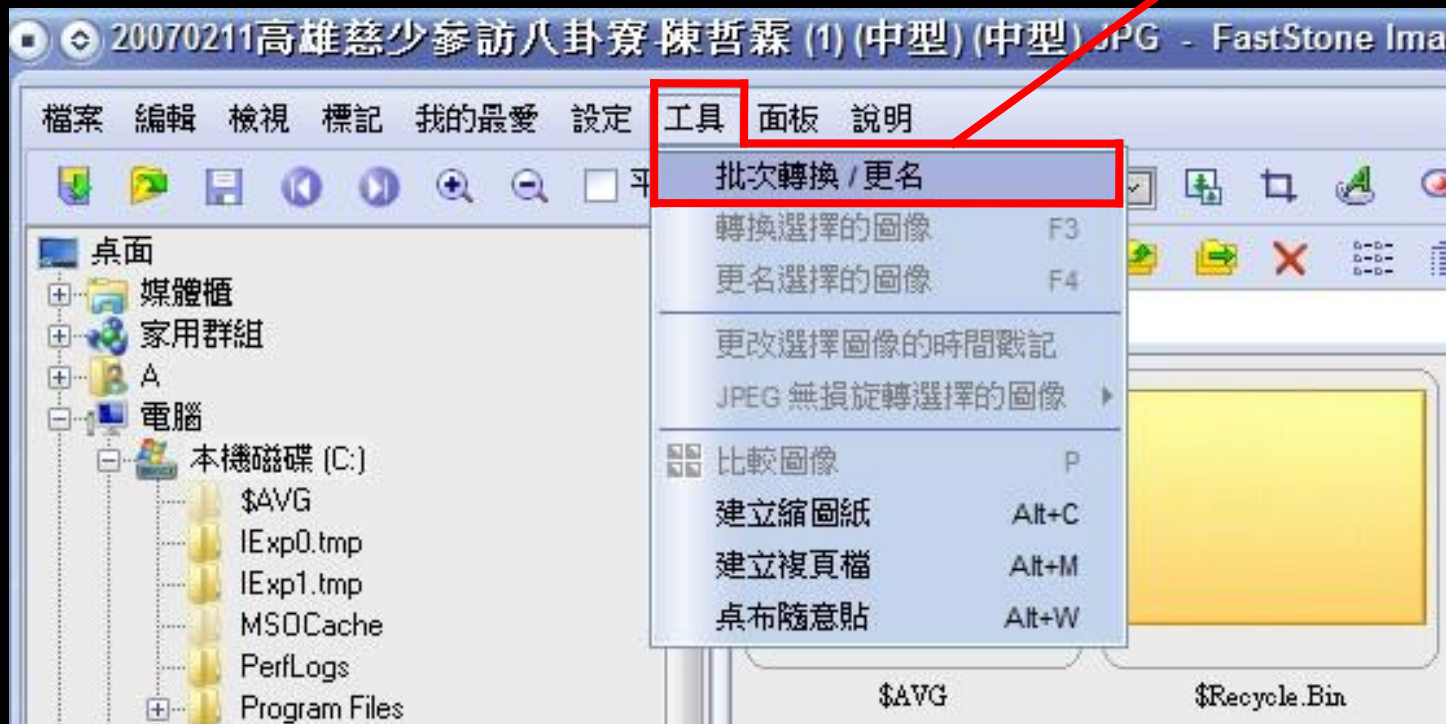 20070211高雄慈少參訪八卦寮-陳哲霖 (1) (中型) (中型).JPG - FastStone Ima
檔案 編輯 檢視 標記 我的最愛 設定 工具 面板 說明
批次轉換 / 更名
轉換選擇的圖像 F3
更名選擇的圖像 F4
更改選擇圖像的時間戳記
JPEG 無損旋轉選擇的圖像
比較圖像 P
建立縮圖紙 Alt+C
建立複頁檔 Alt+M
桌布隨意貼 Alt+W
平
桌面
媒體櫃
家用群組
A
電腦
本機磁碟 (C:)
$AVG
IExp0.tmp
IExp1.tmp
MSOCache
PerfLogs
Program Files
$AVG
$Recycle.Bin